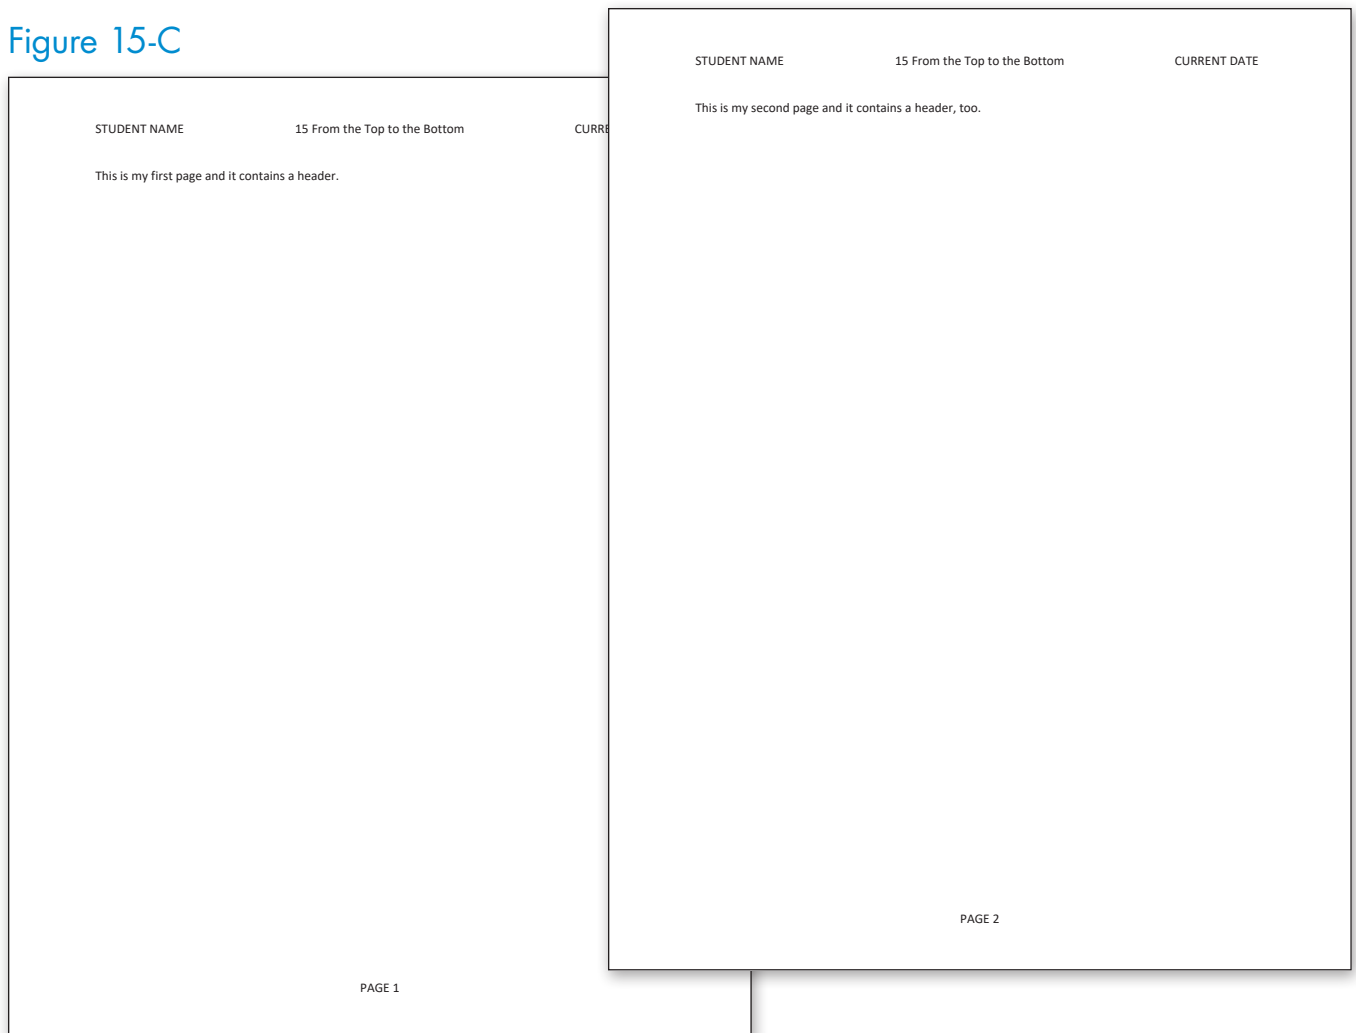 Figure 15-C
STUDENT NAME 15 From the Top to the Bottom CURRE
This is my first page and it contains a header.
PAGE 1
STUDENT NAME 15 From the Top to the Bottom CURRENT DATE
This is my second page and it contains a header, too.
PAGE 2